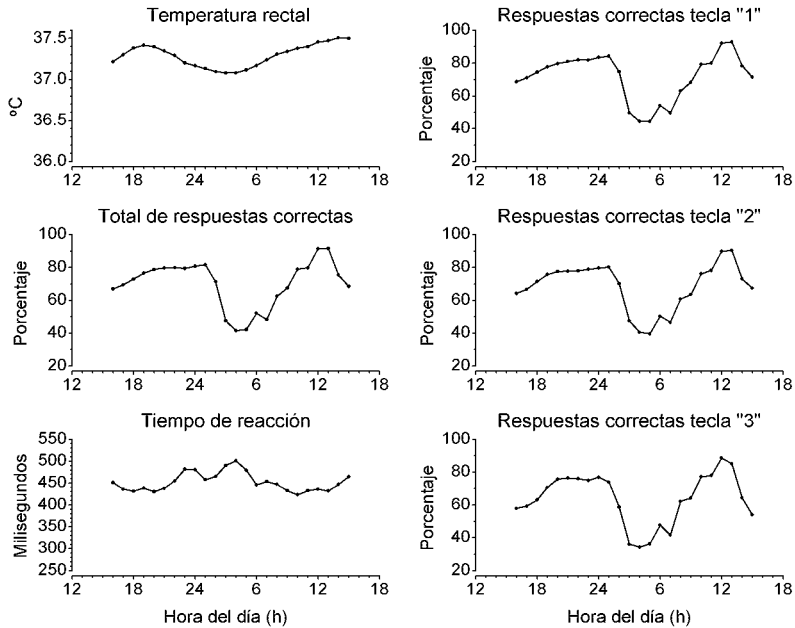 Temperatura rectal
37.5
37.0
36.5
36.0
ºC
12 18 24 6 12 18
Respuestas correctas tecla "1"
100
80
60
40
20
Porcentaje
12 18 24 6 12 18
Total de respuestas correctas
100
80
60
40
20
Porcentaje
12 18 24 6 12 18
Respuestas correctas tecla "2"
100
80
60
40
20
Porcentaje
12 18 24 6 12 18
Tiempo de reacción
550
500
450
400
350
300
250
Milisegundos
12 18 24 6 12 18
Hora del día (h)
Respuestas correctas tecla "3"
100
80
60
40
20
Porcentaje
12 18 24 6 12 18
Hora del día (h)